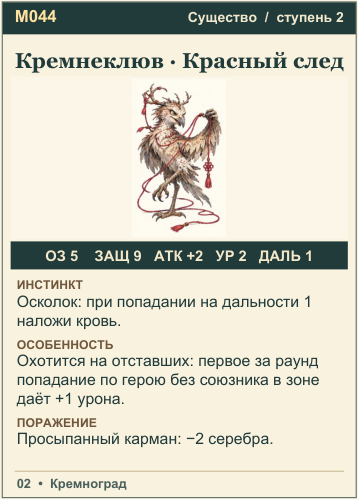 М044
Существо / ступень 2
Кремнеклюв · Красный след
ОЗ 5 ЗАЩ 9 АТК +2 УР 2 ДАЛЬ 1
ИНСТИНКТ
Осколок: при попадании на дальности 1
наложи кровь.
ОСОБЕННОСТЬ
Охотится на отставших: первое за раунд
попадание по герою без союзника в зоне
даёт +1 урона.
ПОРАЖЕНИЕ
Просыпанный карман: −2 серебра.
02 • Кремноград